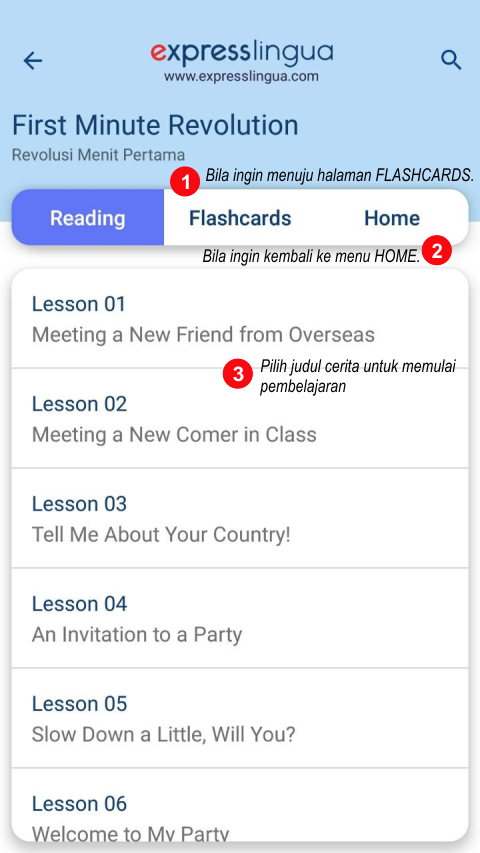 expresslingua
www.expresslingua.com
First Minute Revolution
Revolusi Menit Pertama
1 Bila ingin menuju halaman FLASHCARDS.
Reading Flashcards Home
Bila ingin kembali ke menu HOME. 2
Lesson 01
Meeting a New Friend from Overseas
3 Pilih judul cerita untuk memulai
pembelajaran
Lesson 02
Meeting a New Comer in Class
Lesson 03
Tell Me About Your Country!
Lesson 04
An Invitation to a Party
Lesson 05
Slow Down a Little, Will You?
Lesson 06
Welcome to My Party